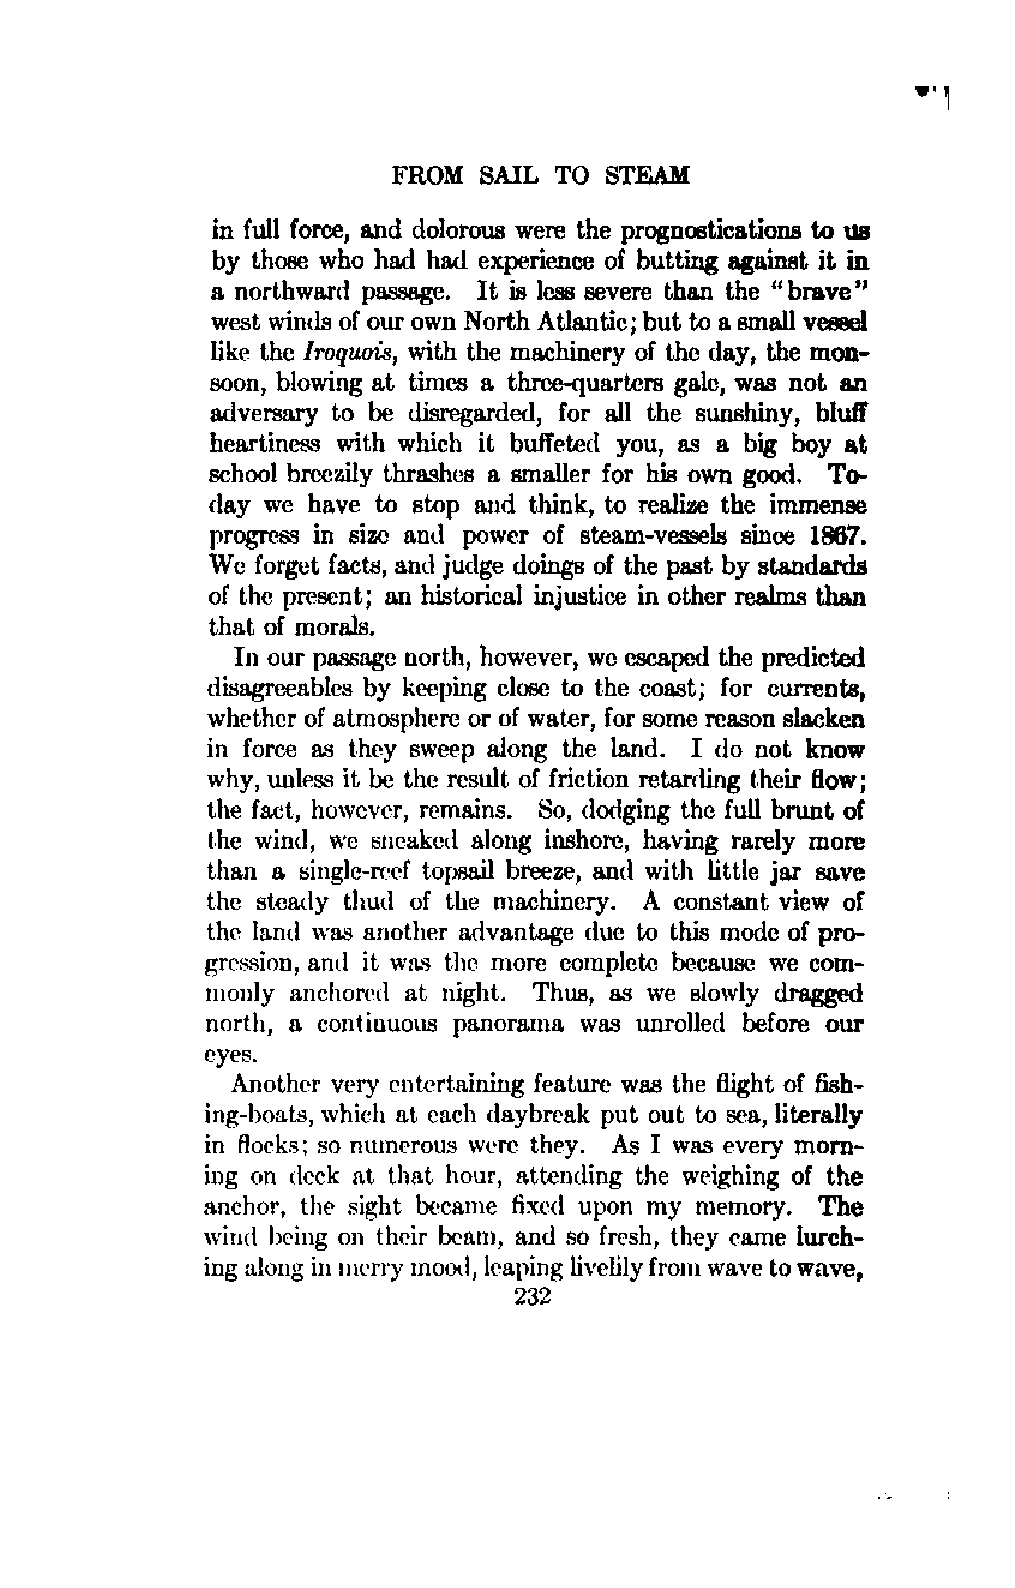 FROM SAIL TO STEAM
in full force, and dolorous were the prognostications to us
by those who had had experience of butting against it in
a northward passage. It is less severe than the "brave"
west winds of our own North Atlantic; but to a small vessel
like the Iroquois, with the machinery of the day, the mon-
soon, blowing at times a three-quarters gale, was not an
adversary to be disregarded, for all the sunshiny, bluff
heartiness with which it buffeted you, as a big boy at
school breezily thrashes a smaller for his own good. To-
day we have to stop and think, to realize the immense
progress in size and power of steam-vessels since 1867.
We forget facts, and judge doings of the past by standards
of the present; an historical injustice in other realms than
that of morals.
In our passage north, however, we escaped the predicted
disagreeables by keeping close to the coast; for currents,
whether of atmosphere or of water, for some reason slacken
in force as they sweep along the land. I do not know
why, unless it be the result of friction retarding their flow;
the fact, however, remains. So, dodging the full brunt of
the wind, we sneaked along inshore, having rarely more
than a single-reef topsail breeze, and with little jar save
the steady thud of the machinery. A constant view of
the land was another advantage due to this mode of pro-
gression, and it was the more complete because we com-
monly anchored at night. Thus, as we slowly dragged
north, a continuous panorama was unrolled before our
eyes.
Another very entertaining feature was the flight of fish-
ing-boats, which at each daybreak put out to sea, literally
in flocks; so numerous were they. As I was every morn-
ing on deck at that hour, attending the weighing of the
anchor, the sight became fixed upon my memory. The
wind being on their beam, and so fresh, they came lurch-
ing along in merry mood, leaping livelily from wave to wave,
232